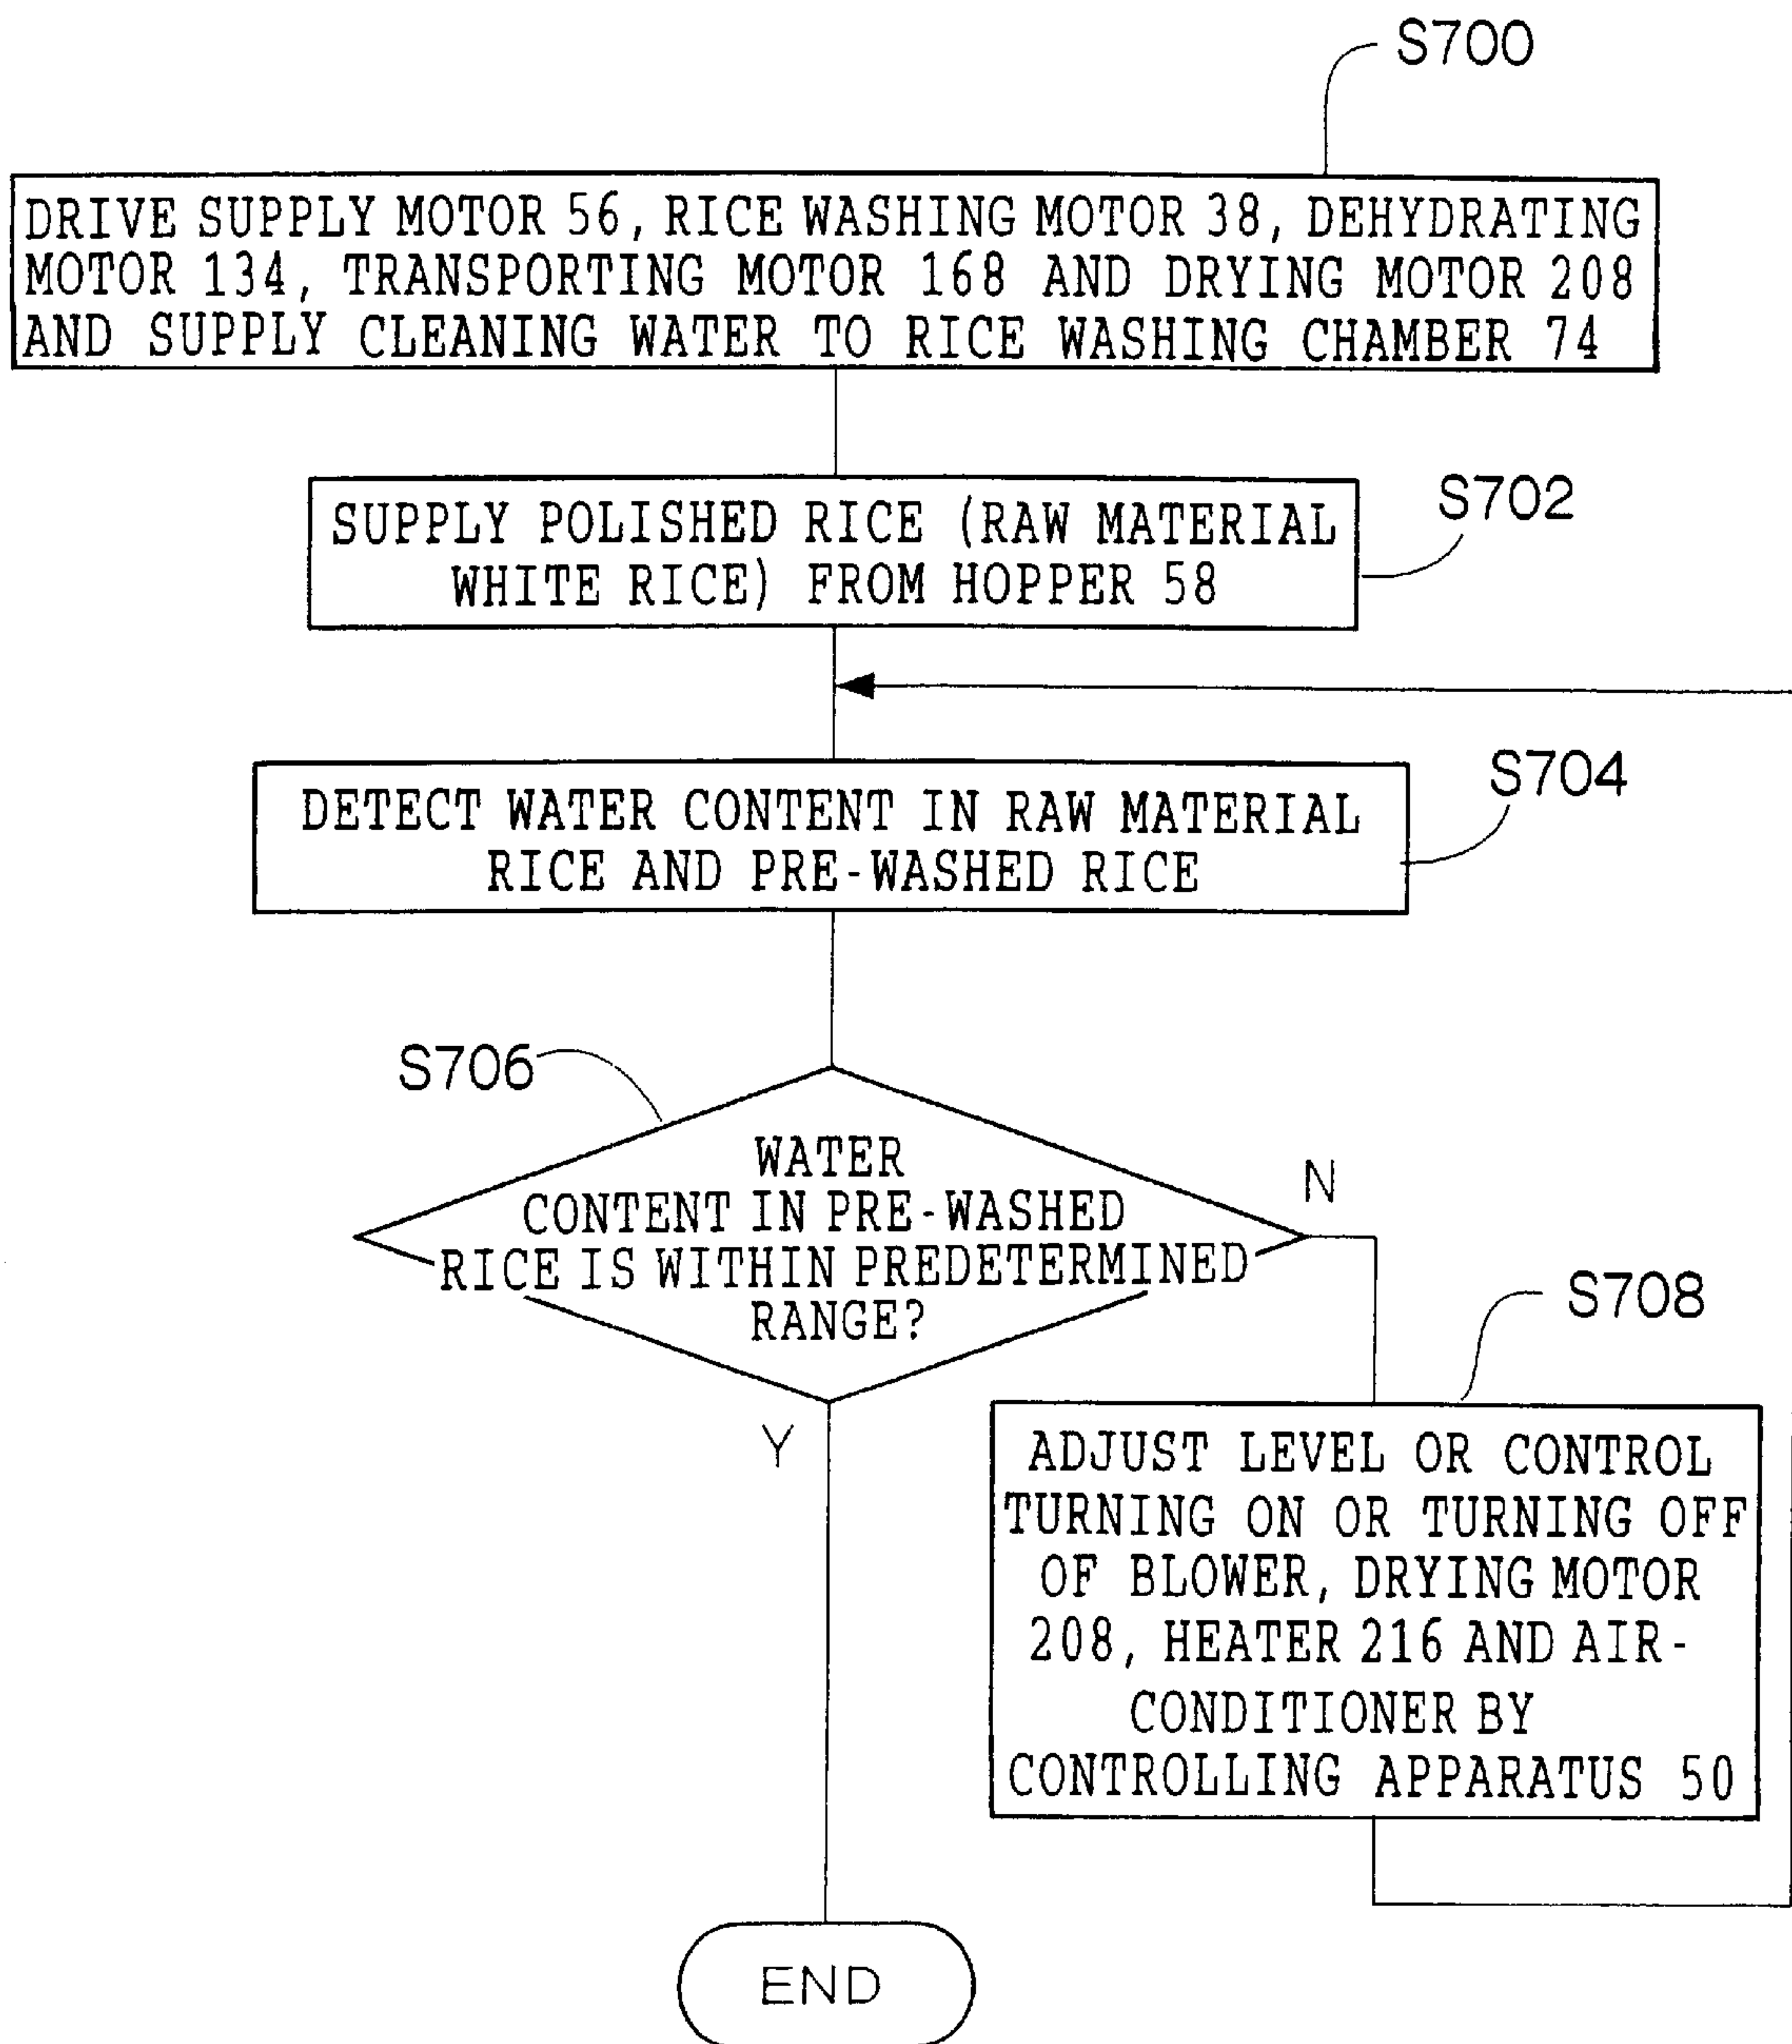 S700
DRIVE SUPPLY MOTOR 56, RICE WASHING MOTOR 38, DEHYDRATING
MOTOR 134, TRANSPORTING MOTOR 168 AND DRYING MOTOR 208
AND SUPPLY CLEANING WATER TO RICE WASHING CHAMBER 74
S702
SUPPLY POLISHED RICE (RAW MATERIAL
WHITE RICE) FROM HOPPER 58
S704
DETECT WATER CONTENT IN RAW MATERIAL
RICE AND PRE-WASHED RICE
S706
WATER
CONTENT IN PRE-WASHED
RICE IS WITHIN PREDETERMINED
RANGE?
N
Y
S708
ADJUST LEVEL OR CONTROL
TURNING ON OR TURNING OFF
OF BLOWER, DRYING MOTOR
208, HEATER 216 AND AIR-
CONDITIONER BY
CONTROLLING APPARATUS 50
END